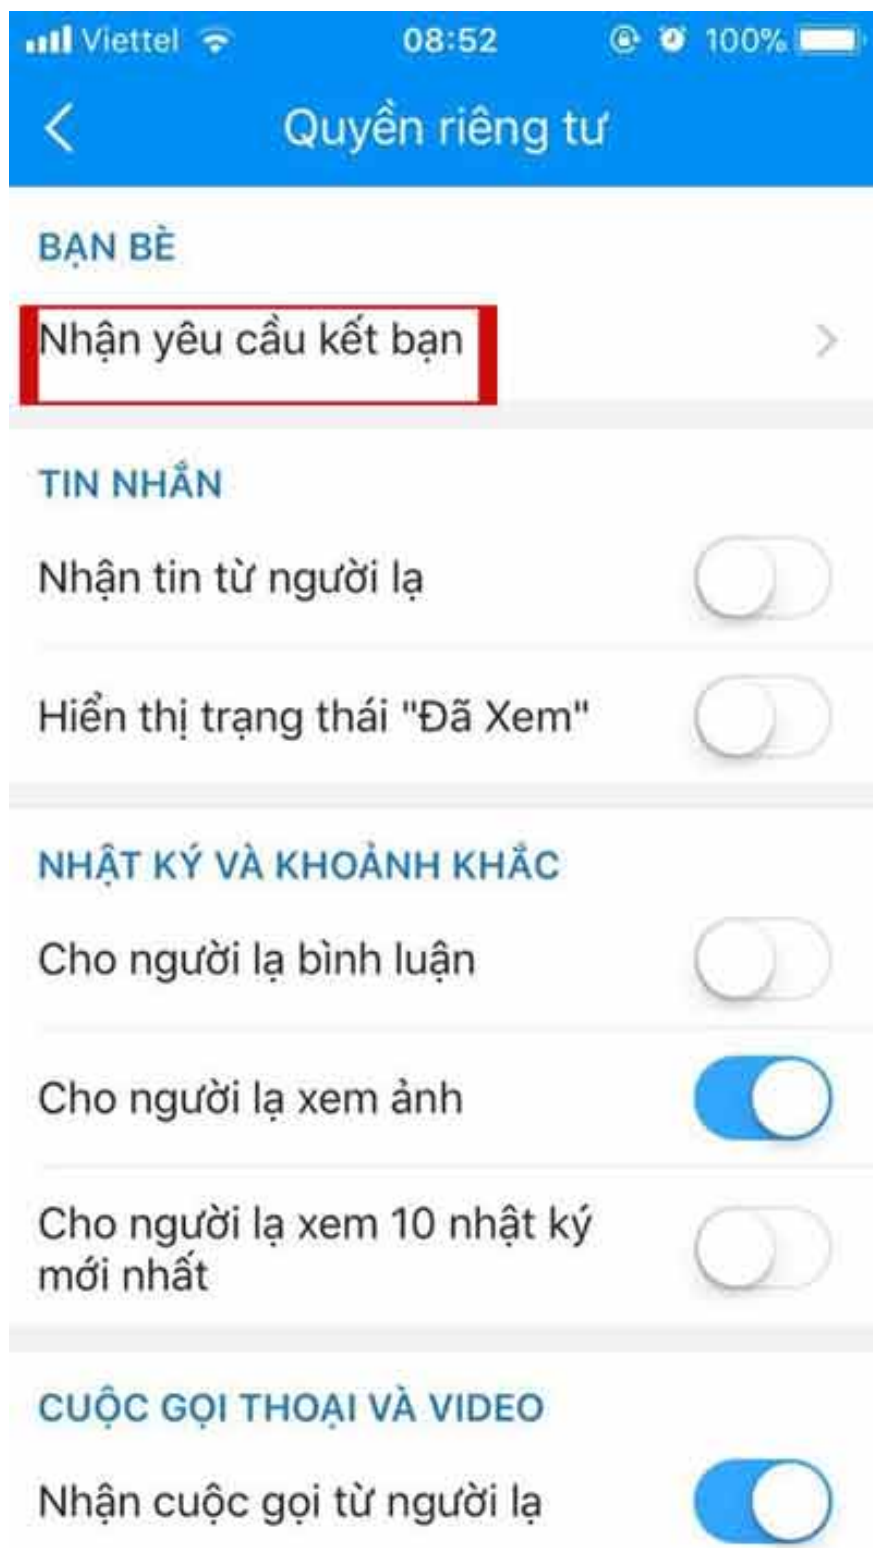 Viettel 08:52 100%
Quyền riêng tư
BẠN BÈ
Nhận yêu cầu kết bạn
TIN NHẮN
Nhận tin từ người lạ
Hiển thị trạng thái "Đã Xem"
NHẬT KÝ VÀ KHOẢNH KHẮC
Cho người lạ bình luận
Cho người lạ xem ảnh
Cho người lạ xem 10 nhật ký
mới nhất
CUỘC GỌI THOẠI VÀ VIDEO
Nhận cuộc gọi từ người lạ